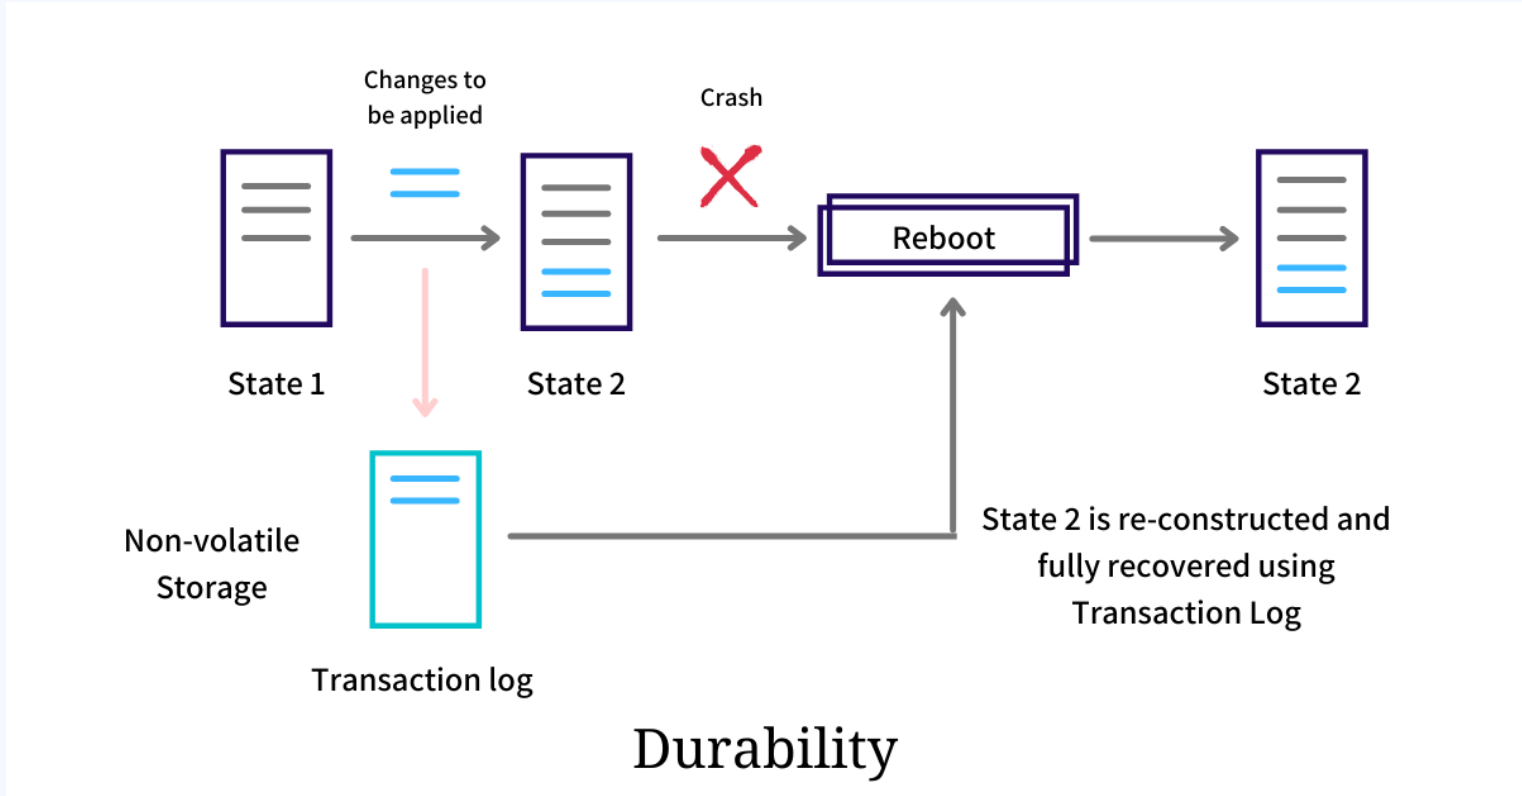 Changes to
be applied
Crash
Reboot
State 1
State 2
State 2
Non-volatile
Storage
State 2 is re-constructed and
fully recovered using
Transaction Log
Transaction log
Durability